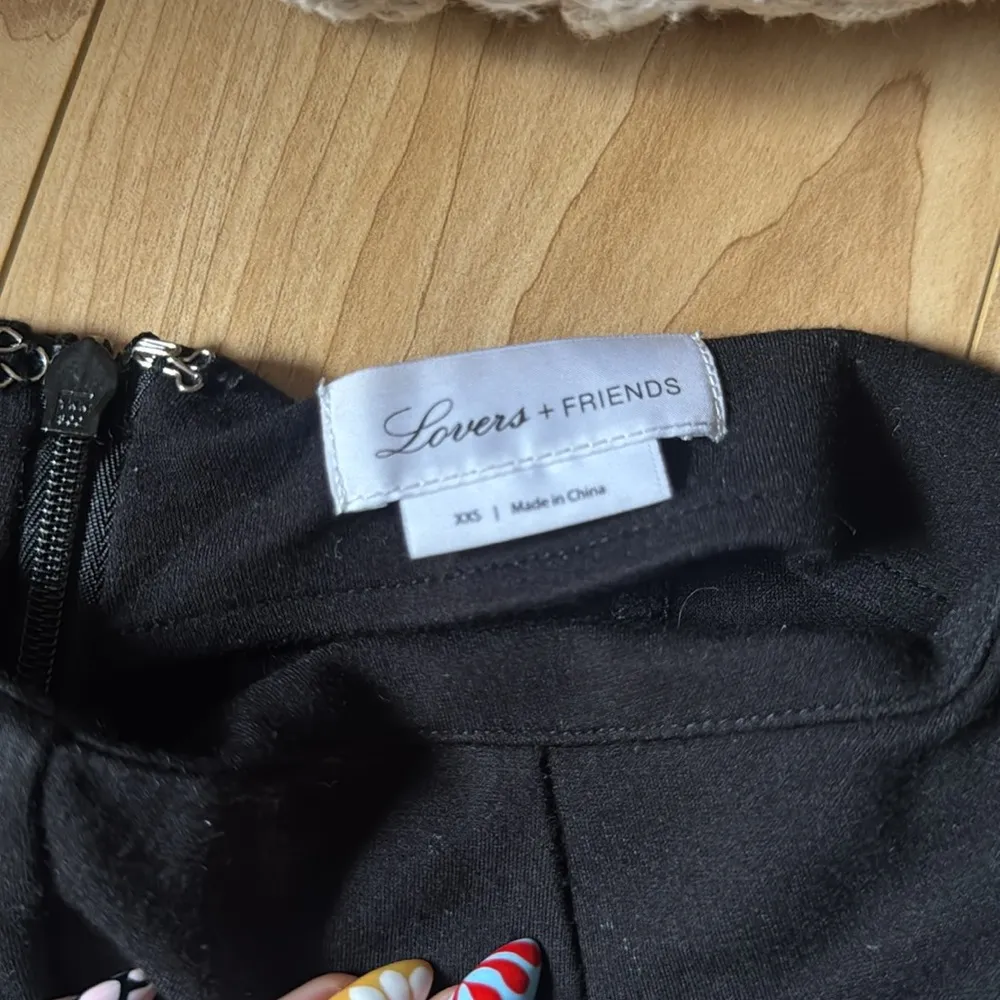 Lovers + FRIENDS
XXS | Made in China